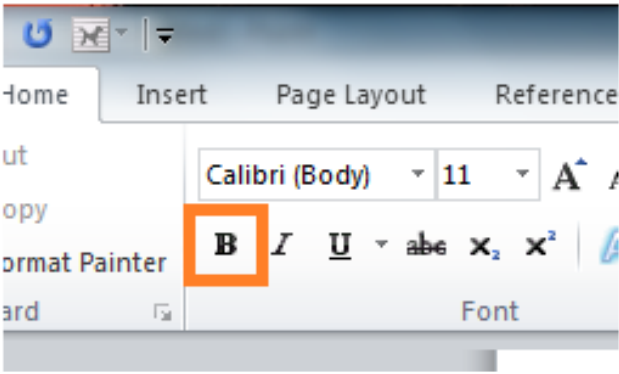 Home Insert Page Layout Reference
ut
Calibri (Body) 11 A A
opy
B I U abc x₂ x²
ormat Painter
ard Font